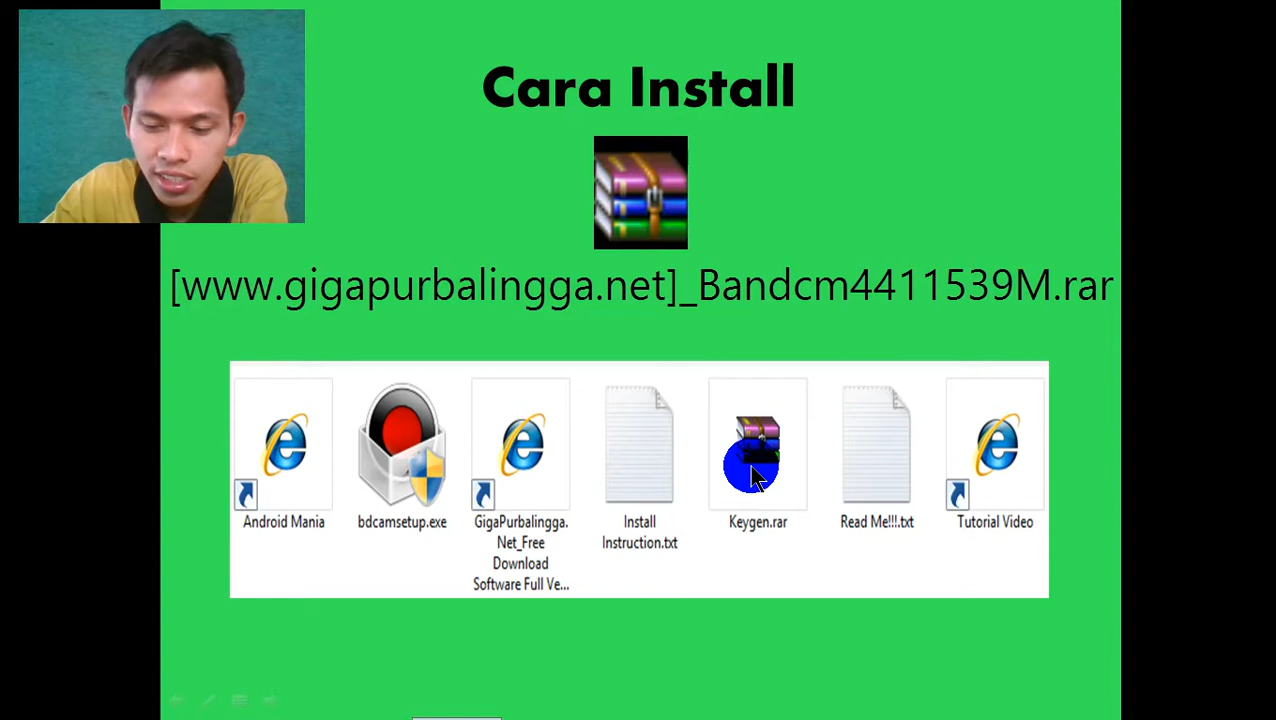 Cara Install
[www.gigapurbalingga.net]_Bandcm4411539M.rar
Android Mania
bdcamsetup.exe
GigaPurbalingga.
Net_Free
Download
Software Full Ve...
Install
Instruction.txt
Keygen.rar
Read Me!!!.txt
Tutorial Video